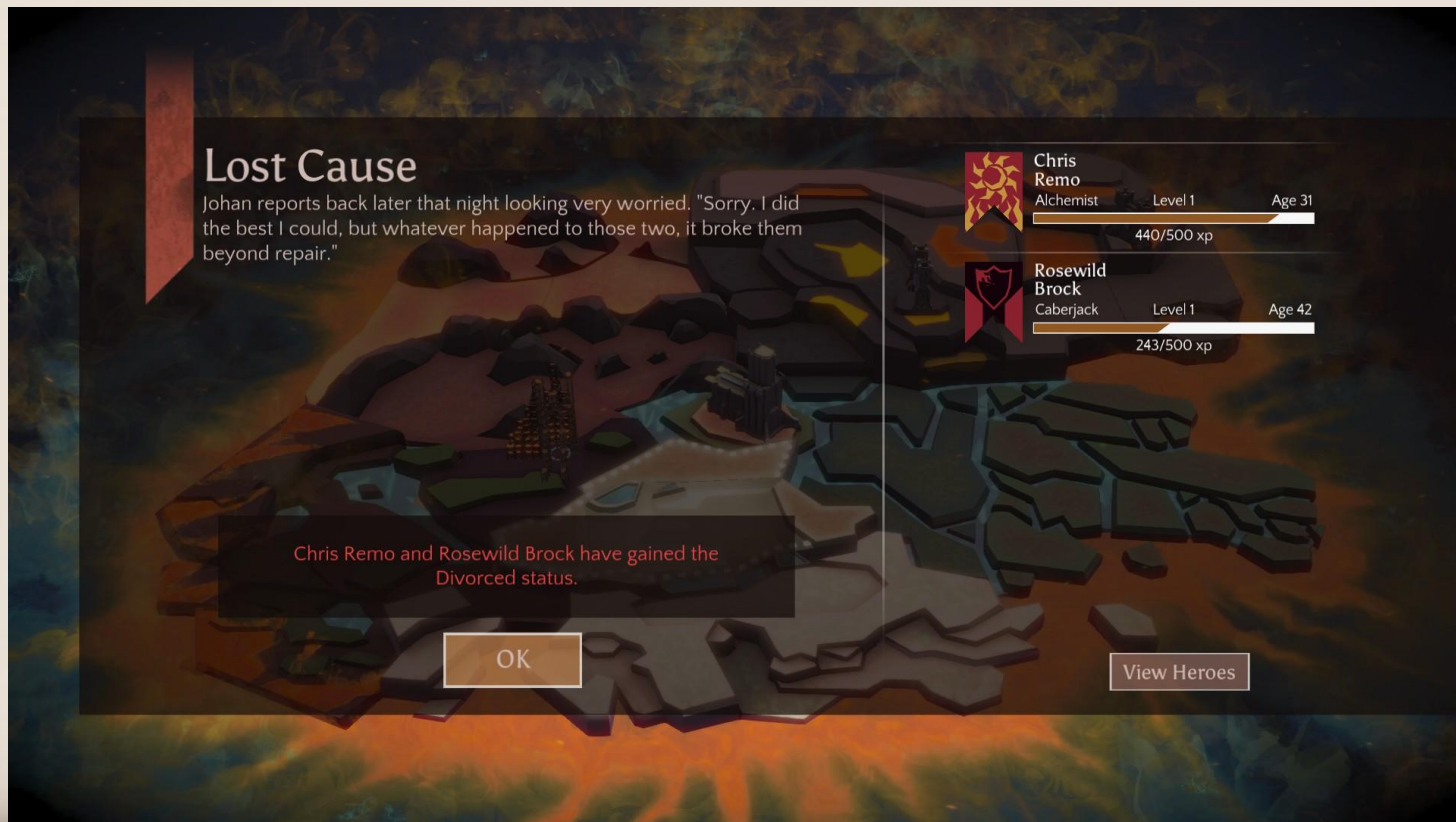 Lost Cause
Johan reports back later that night looking very worried. "Sorry. I did
the best I could, but whatever happened to those two, it broke them
beyond repair."
Chris Remo and Rosewild Brock have gained the
Divorced status.
OK
Chris
Remo
Alchemist Level 1 Age 31
440/500 xp
Rosewild
Brock
Caberjack Level 1 Age 42
243/500 xp
View Heroes